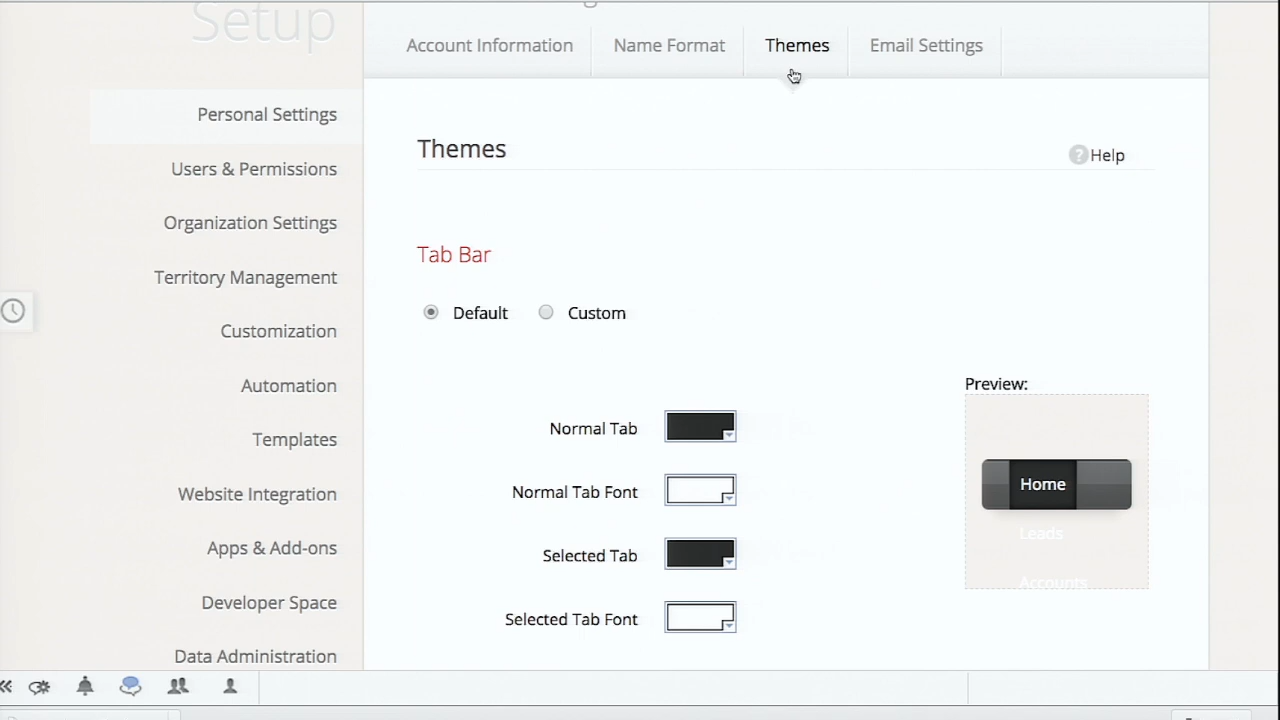 Setup
Account Information
Name Format
Themes
Email Settings
Personal Settings
Users & Permissions
Organization Settings
Territory Management
Customization
Automation
Templates
Website Integration
Apps & Add-ons
Developer Space
Data Administration
Themes
? Help
Tab Bar
Default
Custom
Normal Tab
Normal Tab Font
Selected Tab
Selected Tab Font
Preview:
Home
Leads
Accounts